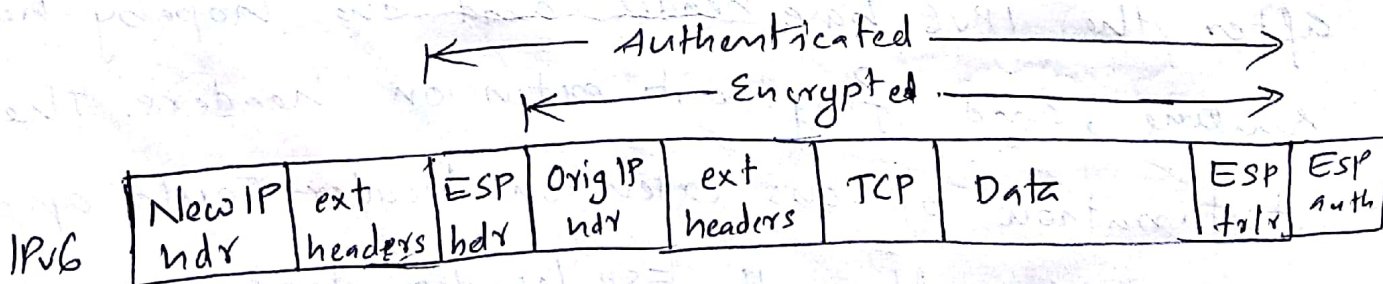 Authenticated
Encrypted
IPv6
New IP hdr
ext headers
ESP hdr
Orig IP hdr
ext headers
TCP
Data
ESP trlr
ESP auth